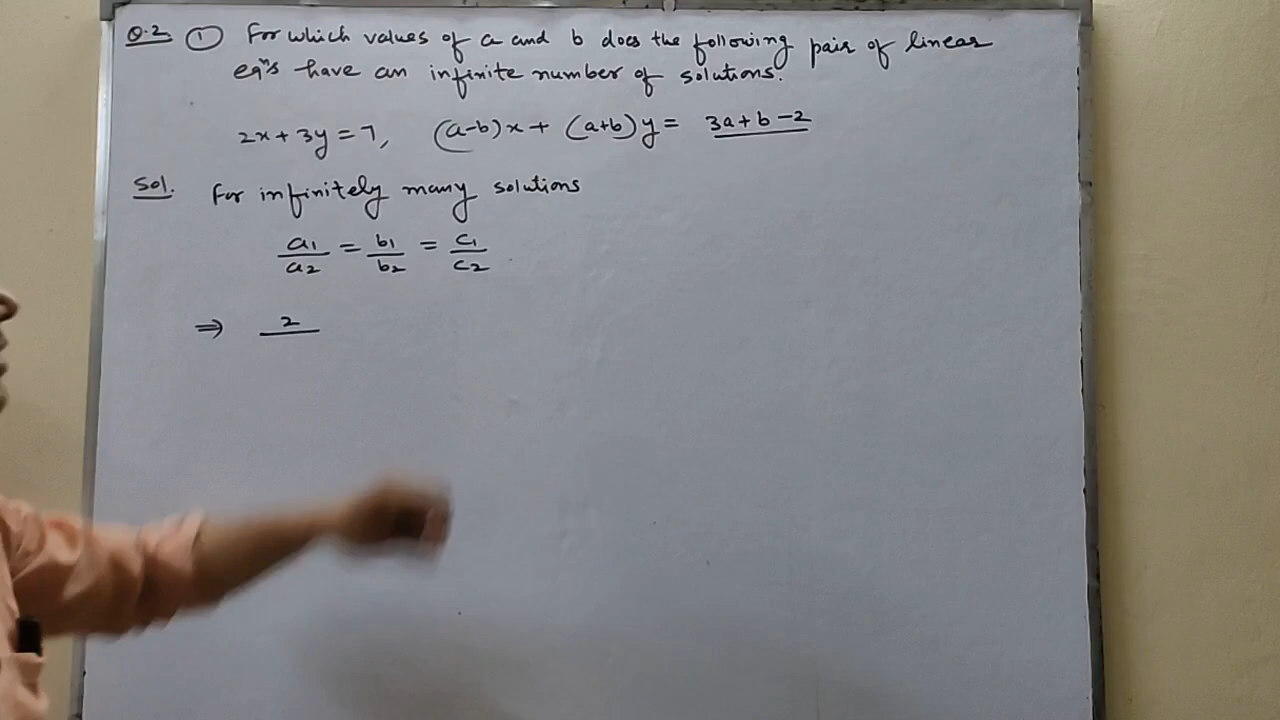 Q.2 ① For which values of a and b does the following pair of linear
eqⁿs have an infinite number of solutions.
2x + 3y = 7, (a-b)x + (a+b)y = 3a+b-2
Sol. For infinitely many solutions
a1/a2 = b1/b2 = c1/c2
⇒ 2/